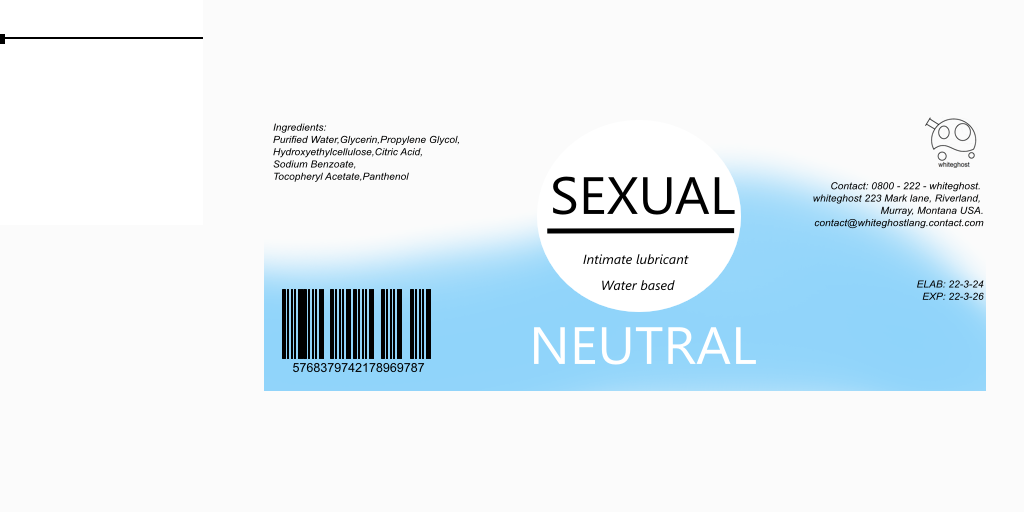 Ingredients:
Purified Water,Glycerin,Propylene Glycol,
Hydroxyethylcellulose,Citric Acid,
Sodium Benzoate,
Tocopheryl Acetate,Panthenol
5768379742178969787
SEXUAL
Intimate lubricant
Water based
NEUTRAL
whiteghost
Contact: 0800 - 222 - whiteghost.
whiteghost 223 Mark lane, Riverland,
Murray, Montana USA.
contact@whiteghostlang.contact.com
ELAB: 22-3-24
EXP: 22-3-26